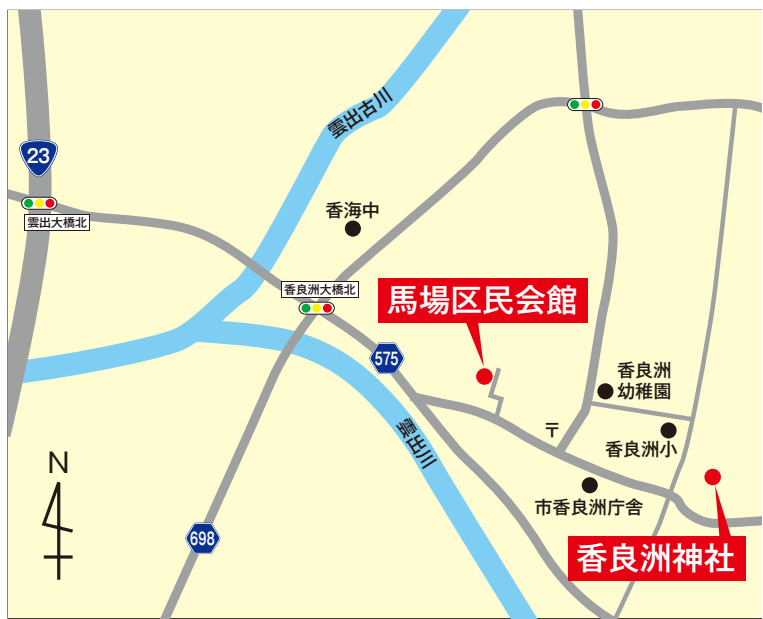 雲出古川
23
香海中
雲出大橋北
香良洲大橋北
馬場区民会館
575
香良洲
幼稚園
〒
雲出川
香良洲小
N
市香良洲庁舎
698
香良洲神社